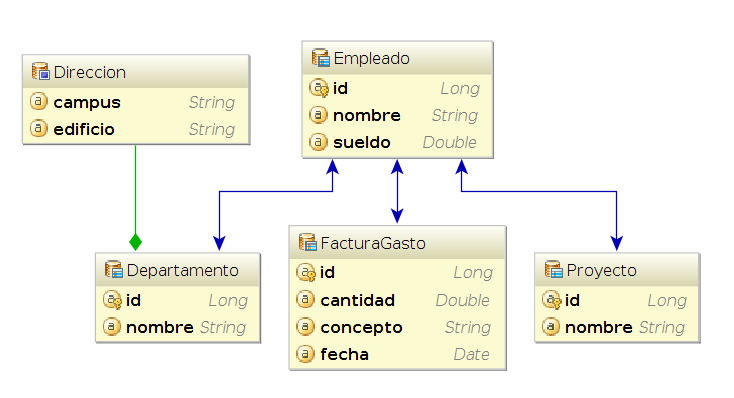 Direccion
campus String
edificio String
Empleado
id Long
nombre String
sueldo Double
Departamento
id Long
nombre String
FacturaGasto
id Long
cantidad Double
concepto String
fecha Date
Proyecto
id Long
nombre String